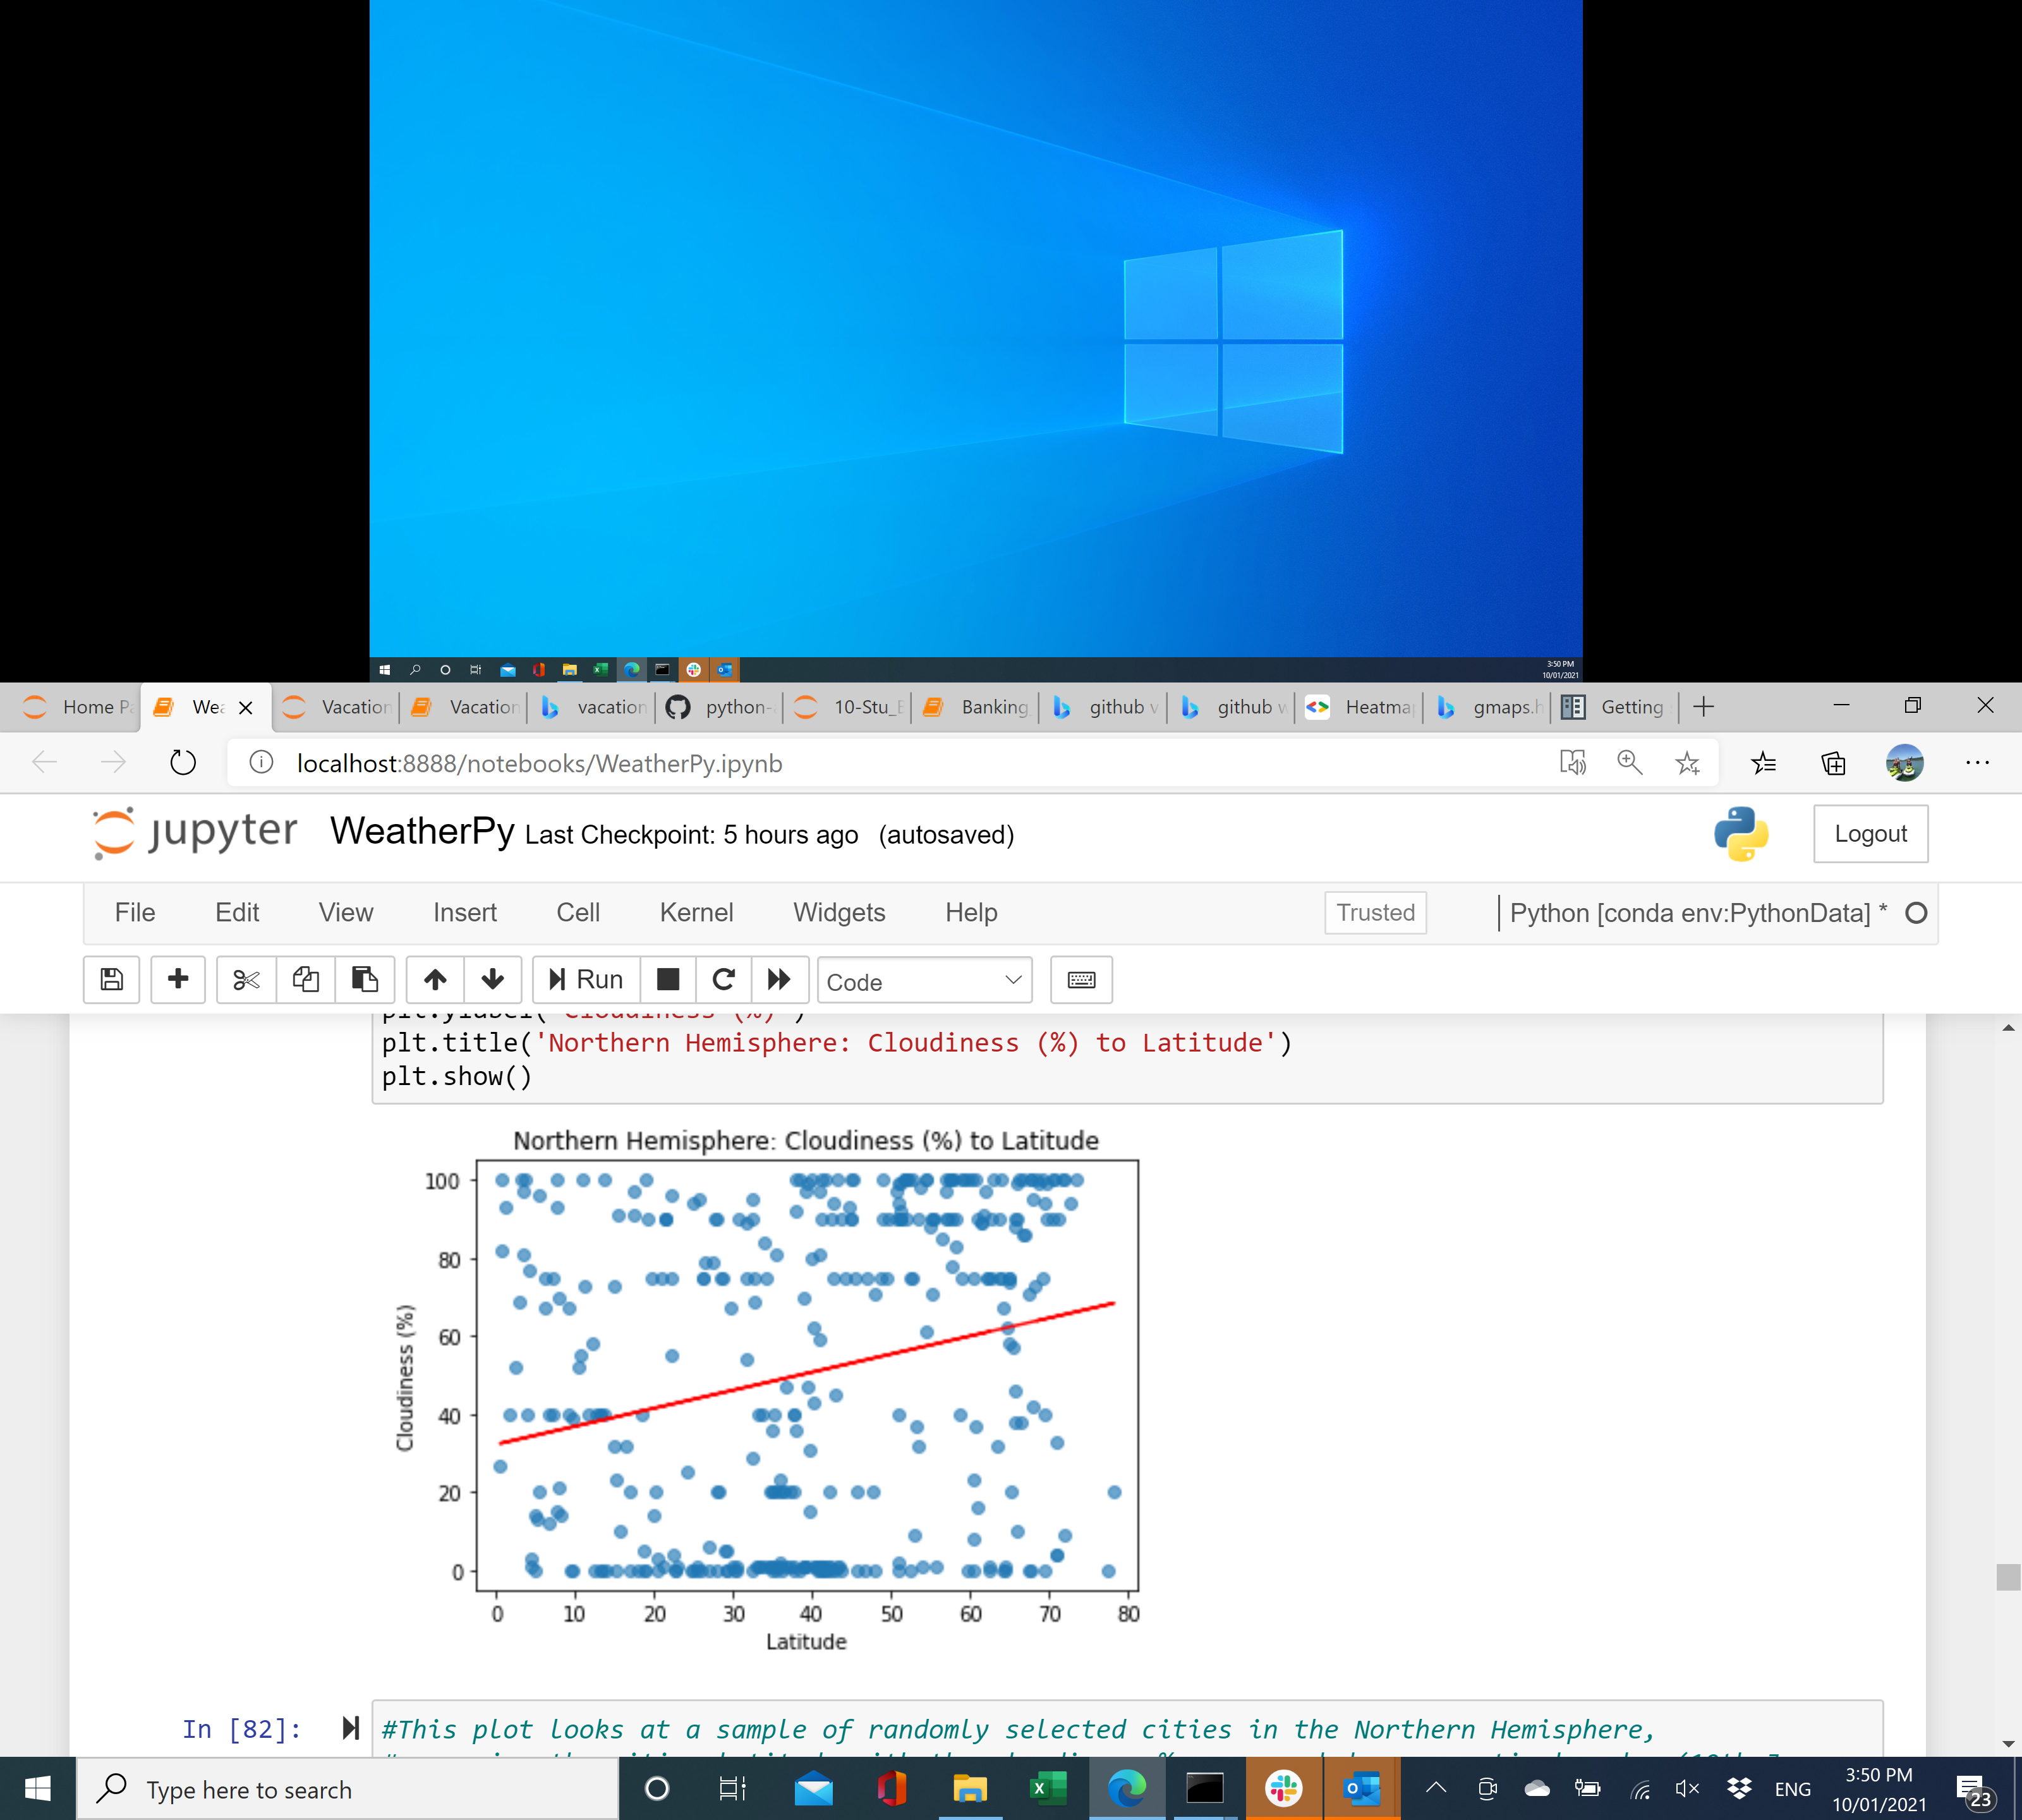 3:50 PM
10/01/2021
Home Pa
Wea
Vacation
Vacation
vacation
python-
10-Stu_E
Banking
github v
github w
Heatma
gmaps.h
Getting
localhost:8888/notebooks/WeatherPy.ipynb
jupyter WeatherPy Last Checkpoint: 5 hours ago (autosaved)
Logout
File Edit View Insert Cell Kernel Widgets Help
Trusted
Python [conda env:PythonData] *
Run
Code
plt.ylabel('Cloudiness (%)')
plt.title('Northern Hemisphere: Cloudiness (%) to Latitude')
plt.show()
Northern Hemisphere: Cloudiness (%) to Latitude
100
80
60
40
20
0
Cloudiness (%)
0 10 20 30 40 50 60 70 80
Latitude
In [82]:
#This plot looks at a sample of randomly selected cities in the Northern Hemisphere,
Type here to search
ENG
3:50 PM
10/01/2021
23